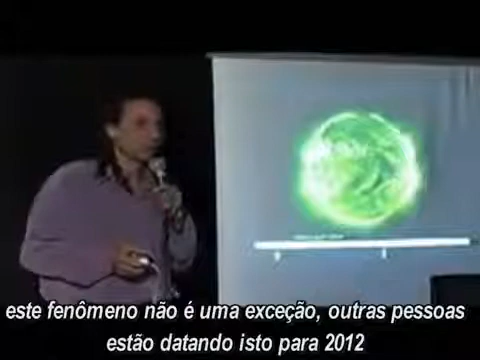 este fenômeno não é uma exceção, outras pessoas
estão datando isto para 2012